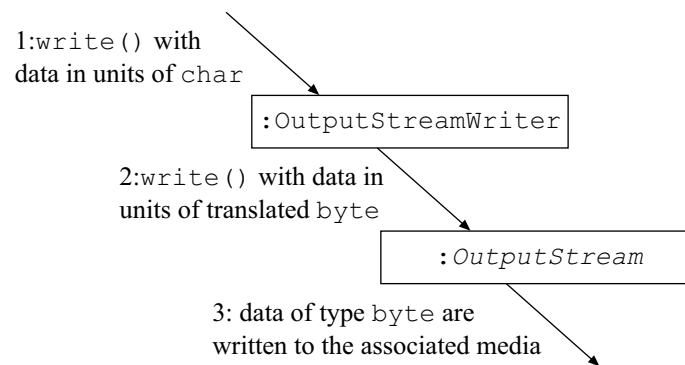 1:write() with
data in units of char
:OutputStreamWriter
2:write() with data in
units of translated byte
:OutputStream
3: data of type byte are
written to the associated media